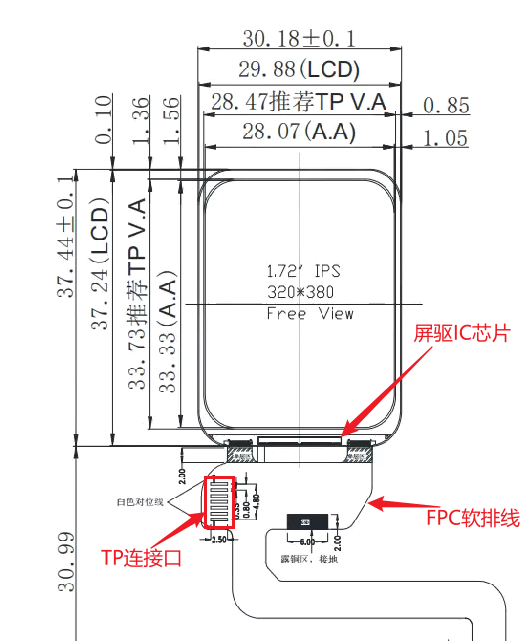 30.18±0.1
29.88(LCD)
28.47推荐TP V.A
0.85
28.07(A.A)
1.05
0.10
1.36
1.56
37.44±0.1
37.24(LCD)
33.73推荐TP V.A
33.33(A.A)
1.72' IPS
320*380
Free View
屏驱IC芯片
2.00
白色对位线
0.35
0.80
4.80
FPC软排线
TP连接口
1.50
6.00
2.00
露铜区，接地
30.99